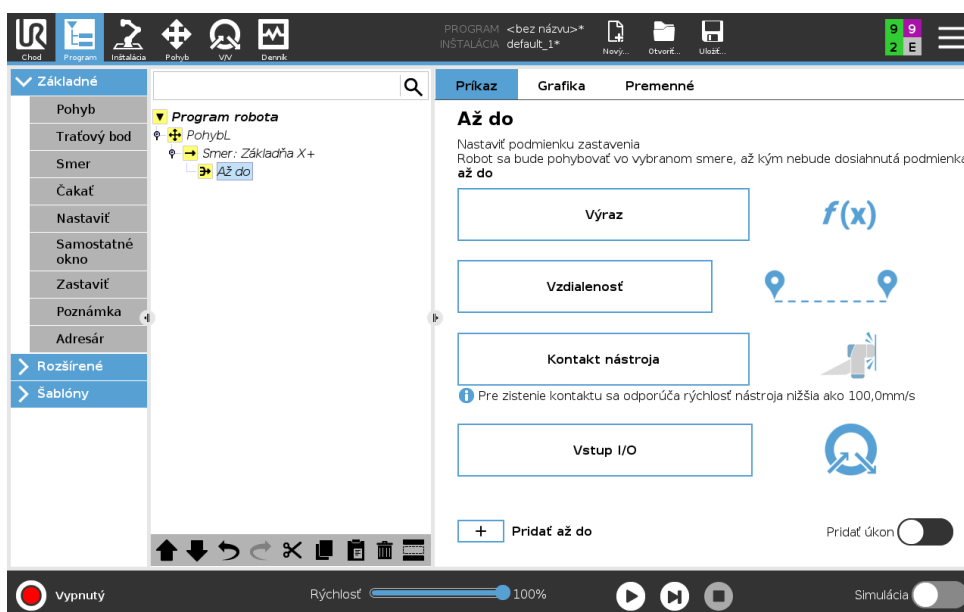 UR
Chod
Program
Inštalácia
Pohyb
V/V
Denník
PROGRAM <bez názvu>*
INŠTALÁCIA default_1*
Nový...
Otvoriť...
Uložiť...
9 9
2 E
Základné
Pohyb
Traťový bod
Smer
Čakať
Nastaviť
Samostatné
okno
Zastaviť
Poznámka
Adresár
Rozšírené
Šablóny
Program robota
PohybL
Smer: Základňa X+
Až do
Príkaz Grafika Premenné
Až do
Nastaviť podmienku zastavenia
Robot sa bude pohybovať vo vybranom smere, až kým nebude dosiahnutá podmienka
až do
Výraz
f(x)
Vzdialenosť
Kontakt nástroja
Pre zistenie kontaktu sa odporúča rýchlosť nástroja nižšia ako 100,0mm/s
Vstup I/O
+ Pridať až do
Pridať úkon
Vypnutý
Rýchlosť 100%
Simulácia